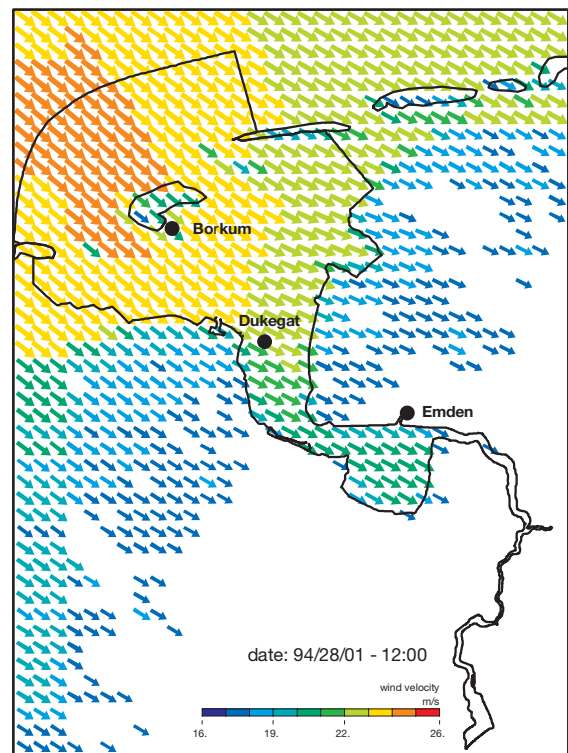 Borkum
Dukegat
Emden
date: 94/28/01 - 12:00
wind velocity
m/s
16. 19. 22. 26.